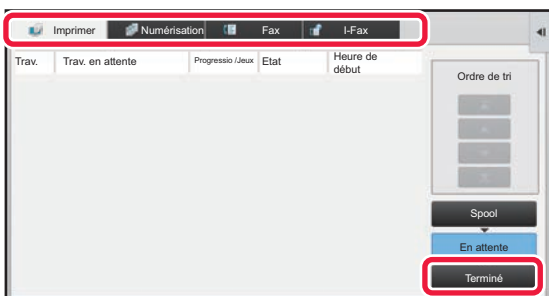 Imprimer Numérisation Fax I-Fax
Trav. Trav. en attente Progressio /Jeux Etat Heure de
début
Ordre de tri
Spool
En attente
Terminé